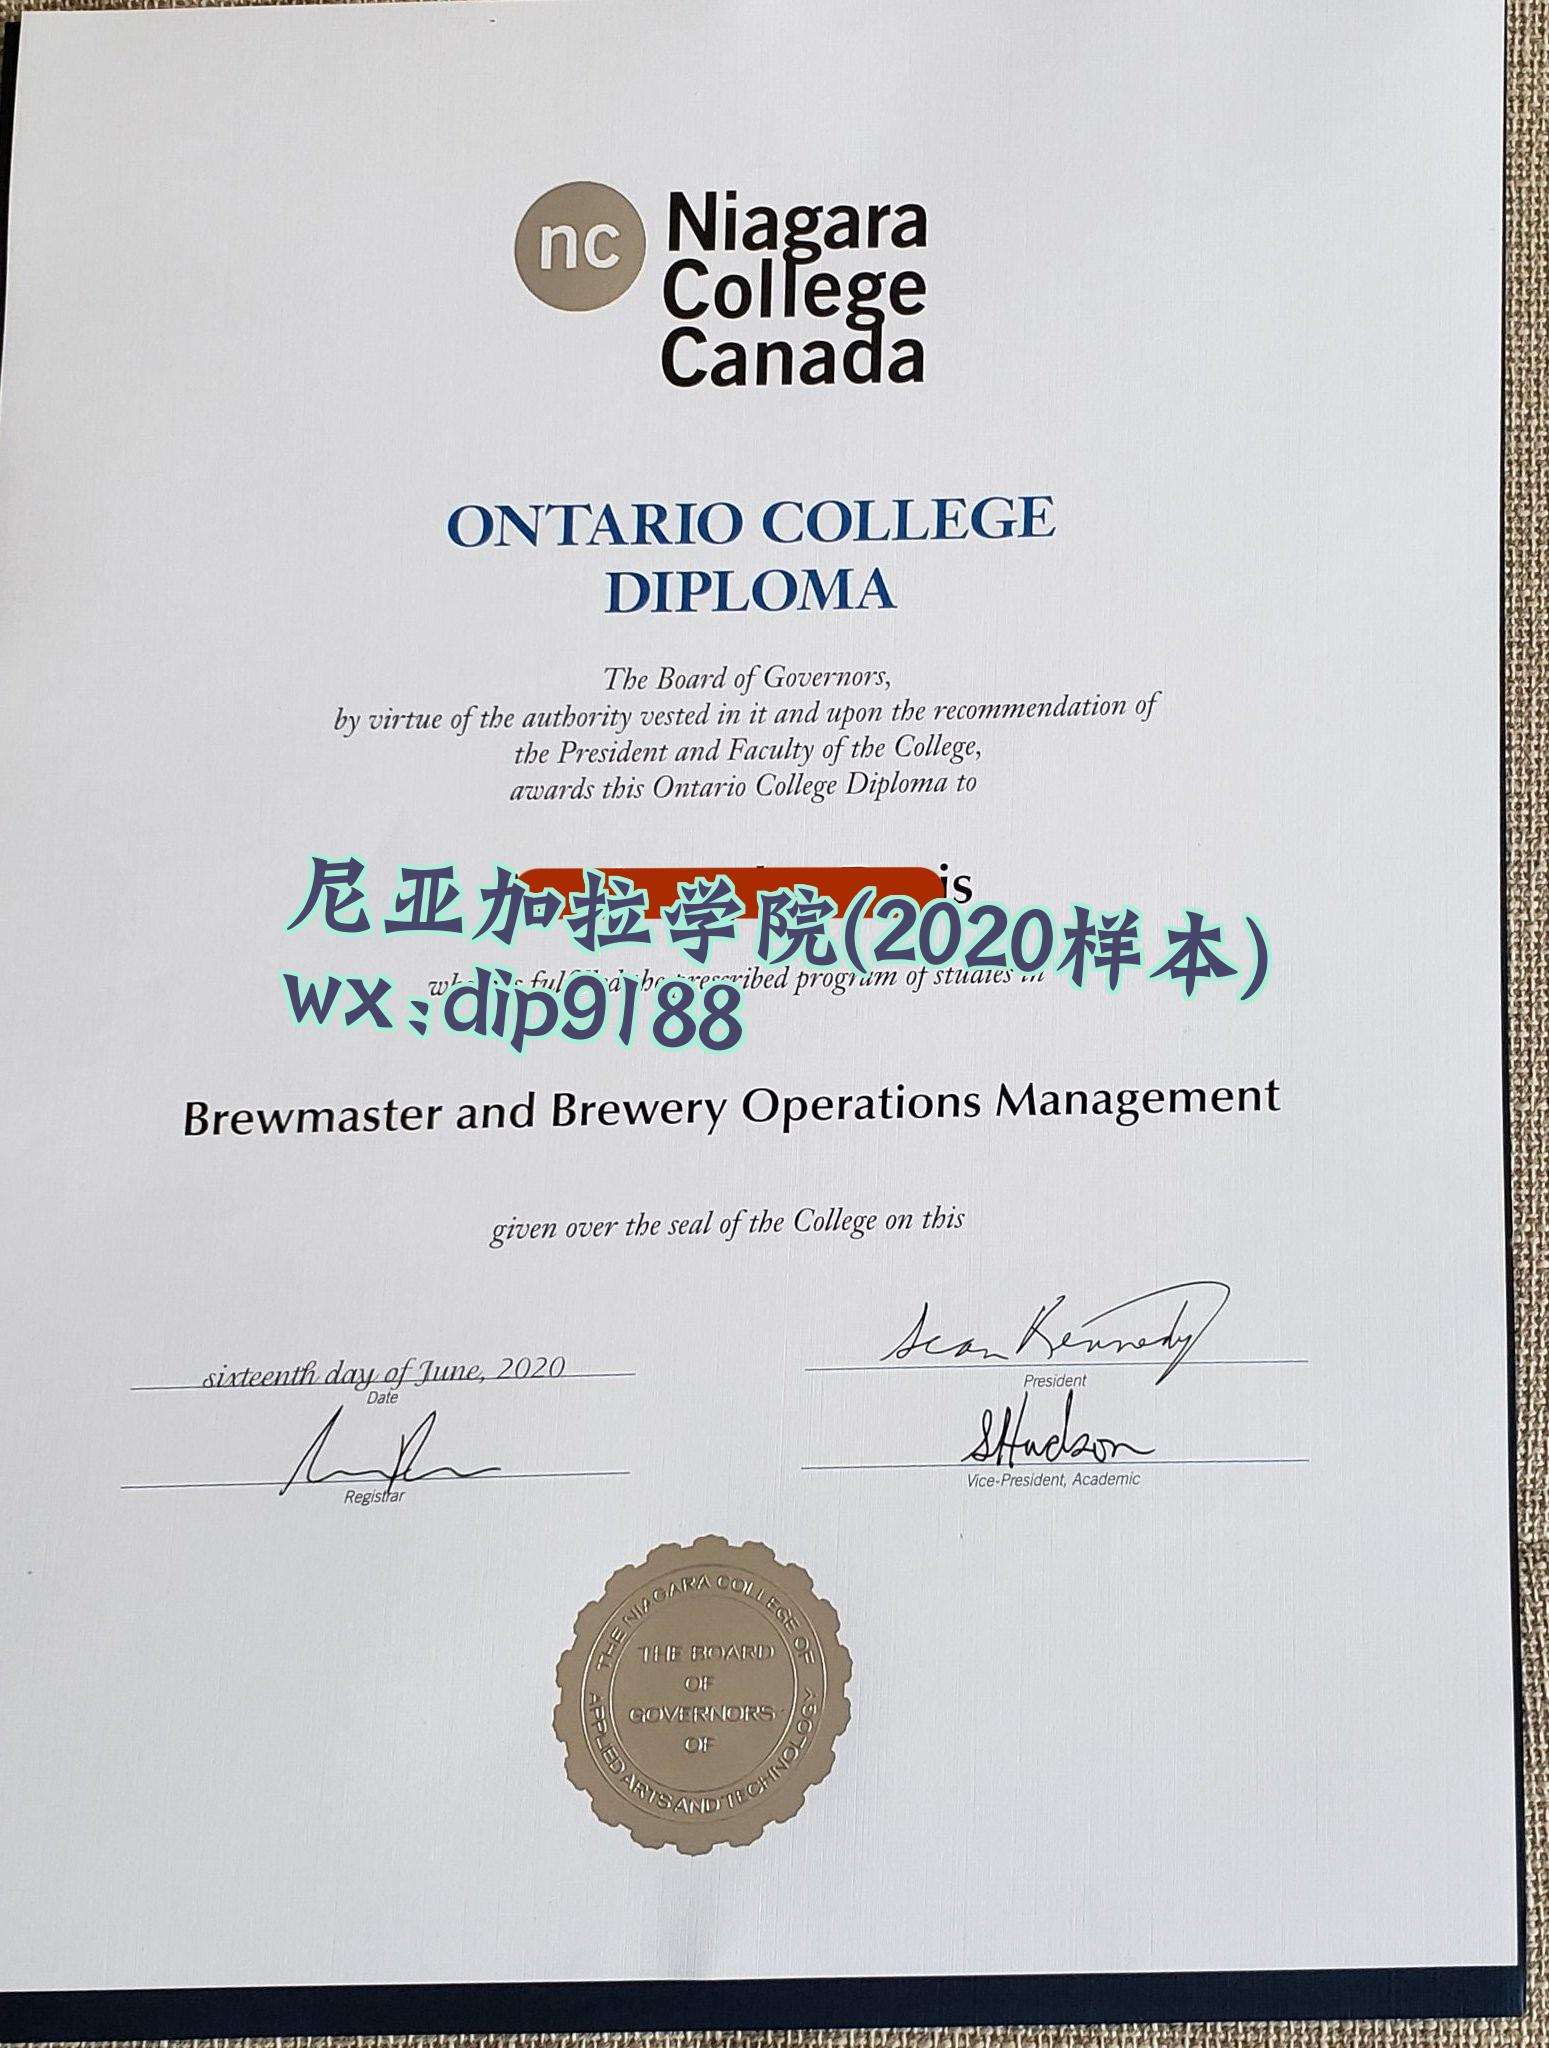 nc
Niagara
College
Canada
ONTARIO COLLEGE
DIPLOMA
The Board of Governors,
by virtue of the authority vested in it and upon the recommendation of
the President and Faculty of the College,
awards this Ontario College Diploma to
is
尼亚加拉学院(2020样本)
prescribed program of studies in
wx:dip9188
Brewmaster and Brewery Operations Management
given over the seal of the College on this
sixteenth day of June, 2020
Date
Sean Kennedy
President
Registrar
SHudson
Vice-President, Academic
THE NIAGARA COLLEGE OF
APPLIED ARTS AND TECHNOLOGY
THE BOARD
OF
GOVERNORS
OF